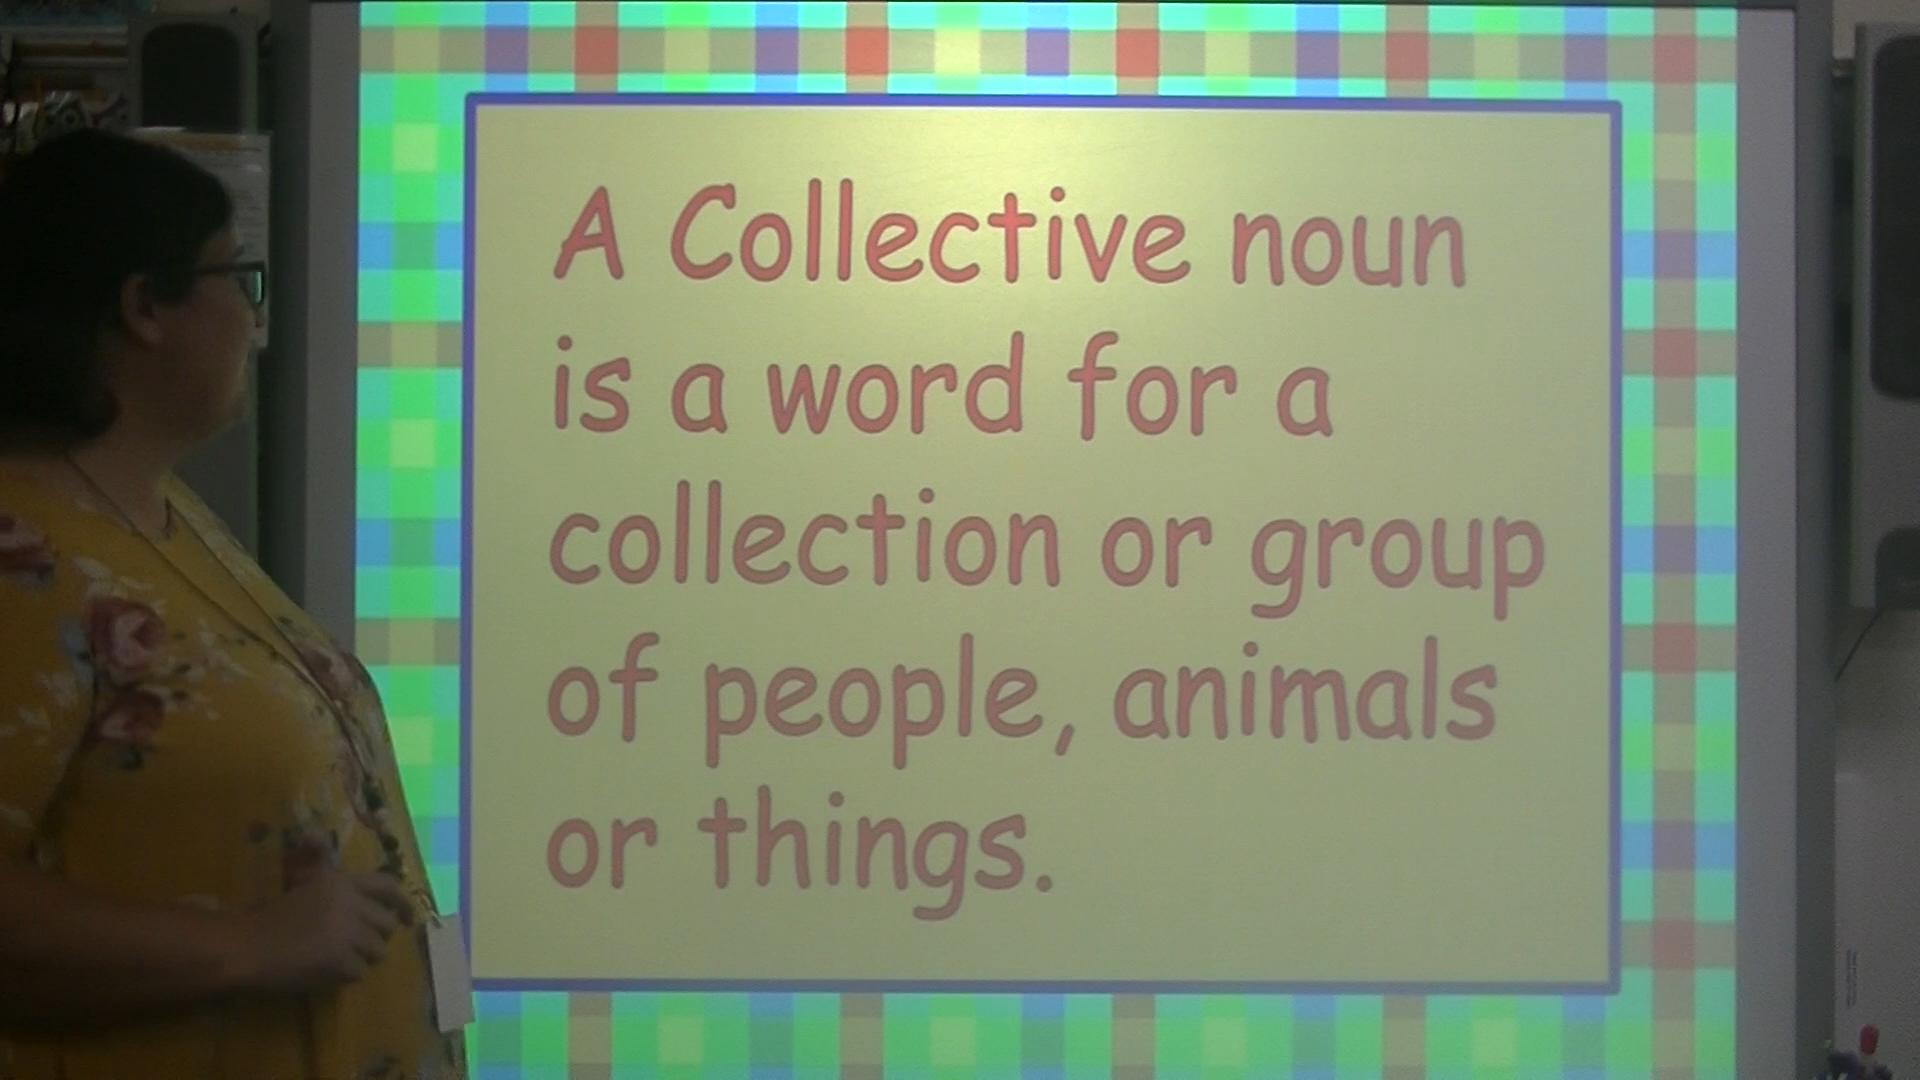 A Collective noun
is a word for a
collection or group
of people, animals
or things.